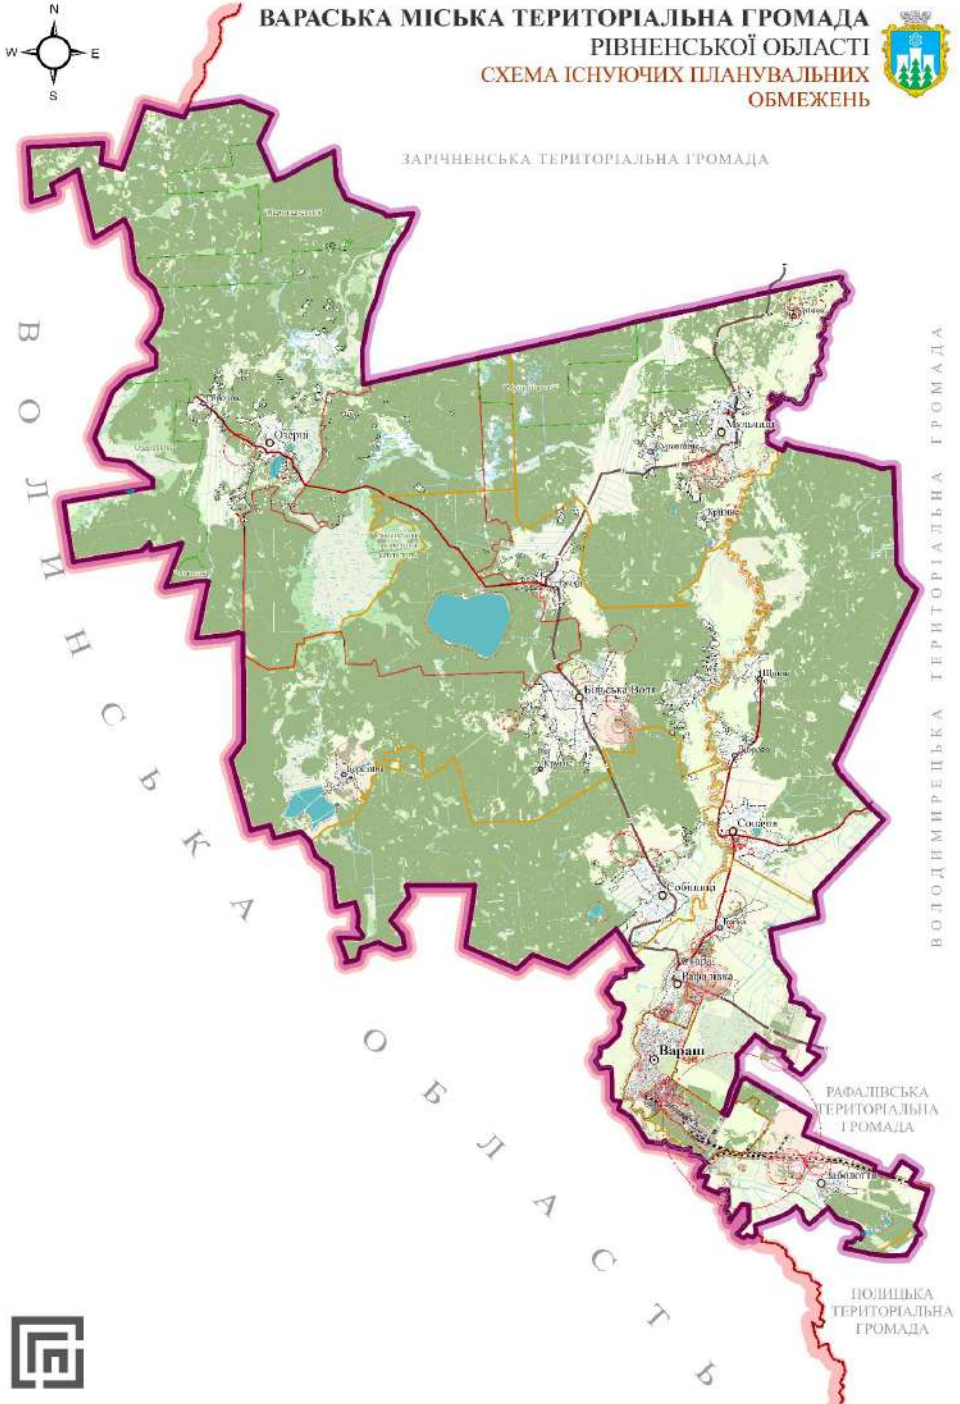 N
W E
S
ВАРАСЬКА МІСЬКА ТЕРИТОРІАЛЬНА ГРОМАДА
РІВНЕНСЬКОЇ ОБЛАСТІ
СХЕМА ІСНУЮЧИХ ПЛАНУВАЛЬНИХ
ОБМЕЖЕНЬ
ЗАРІЧНЕНСЬКА ТЕРИТОРІАЛЬНА ГРОМАДА
ВОЛИНСЬКА ОБЛАСТЬ
ВОЛОДИМИРЕЦЬКА ТЕРИТОРІАЛЬНА ГРОМАДА
Озерці
Мульчиці
Більська Воля
Сопачів
Собіщиці
Стара
Рафалівка
Вараш
РАФАЛІВСЬКА
ТЕРИТОРІАЛЬНА
ГРОМАДА
Заболоття
ПОЛИЦЬКА
ТЕРИТОРІАЛЬНА
ГРОМАДА